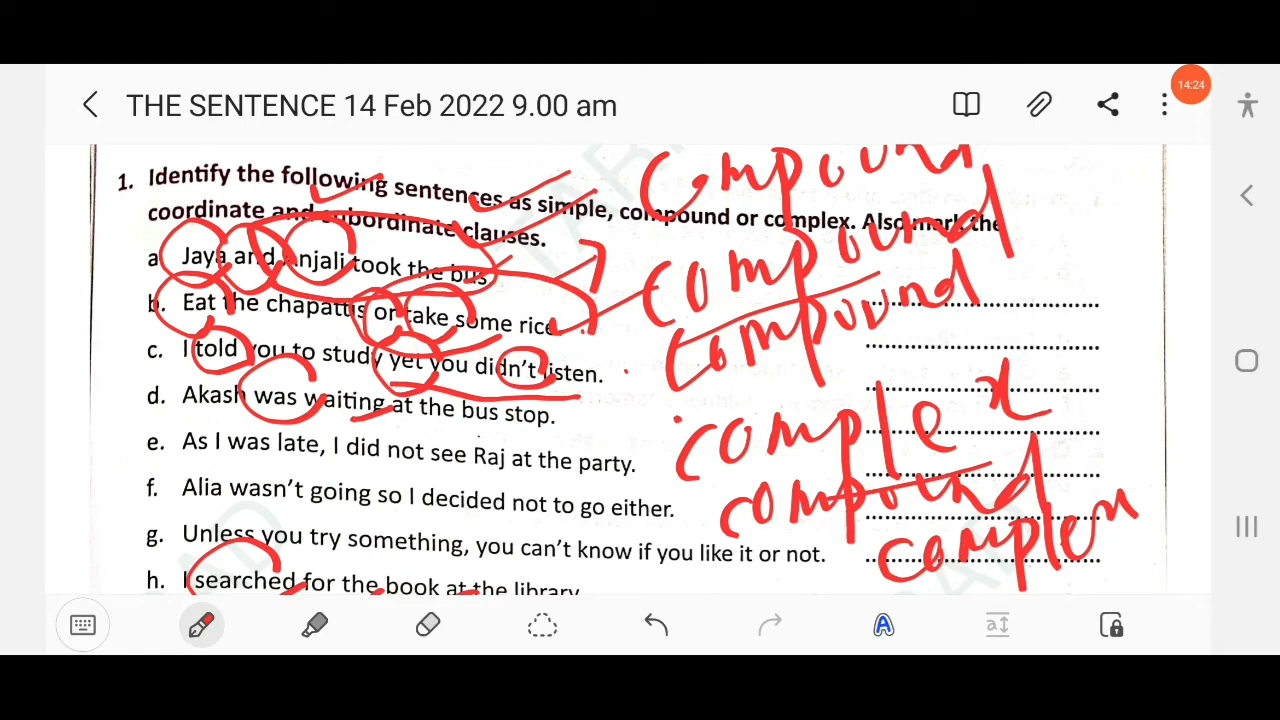 14:24
THE SENTENCE 14 Feb 2022 9.00 am
1. Identify the following sentences as simple, compound or complex. Also mark the
coordinate and subordinate clauses.
a Jaya and Anjali took the bus
b. Eat the chapattis or take some rice.
c. I told you to study yet you didn't listen.
d. Akash was waiting at the bus stop.
e. As I was late, I did not see Raj at the party.
f. Alia wasn't going so I decided not to go either.
g. Unless you try something, you can't know if you like it or not.
h. I searched for the book at the library
Compound
Compound
Compound
Complex
Compound
Complex
A
a